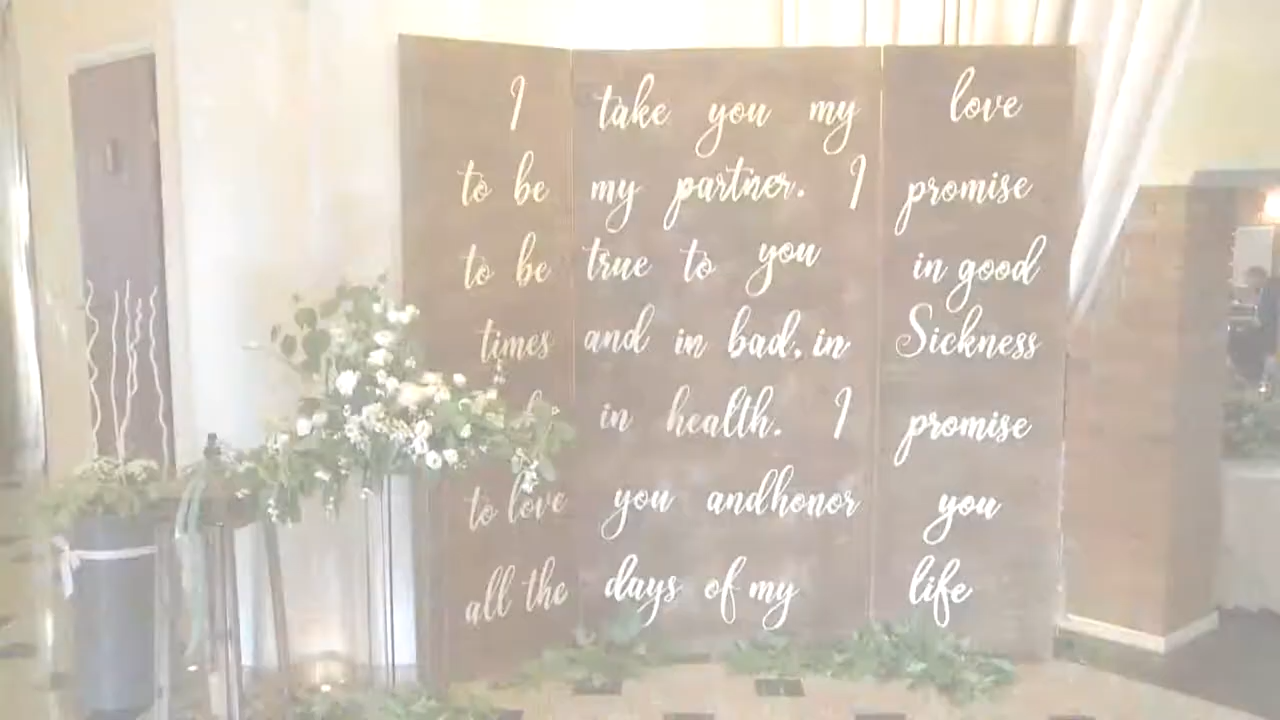 I take you my love
to be my partner. I promise
to be true to you in good
times and in bad, in Sickness
in health. I promise
to love you andhonor you
all the days of my life